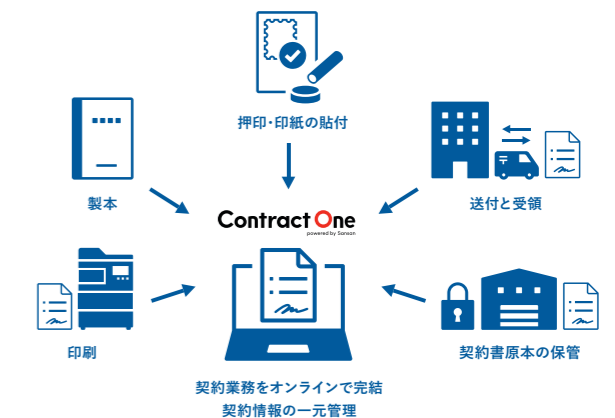 押印・印紙の貼付
製本
送付と受領
Contract One
powered by Sansan
印刷
契約書原本の保管
契約業務をオンラインで完結
契約情報の一元管理